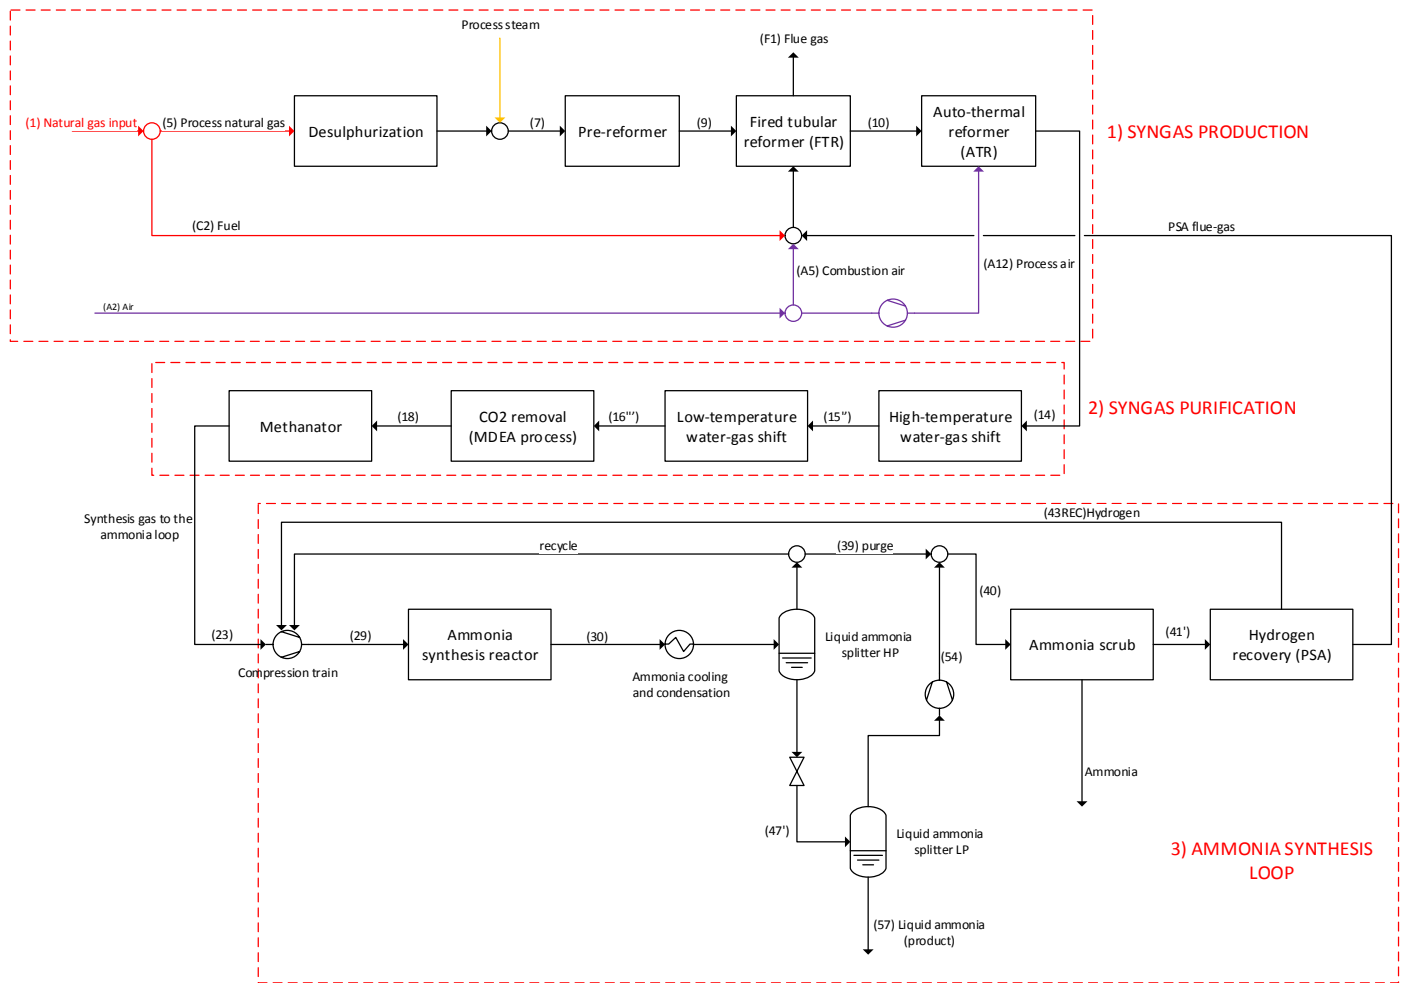 Process steam
(F1) Flue gas
(1) Natural gas input
(5) Process natural gas
Desulphurization
(7)
Pre-reformer
(9)
Fired tubular
reformer (FTR)
(10)
Auto-thermal
reformer
(ATR)
1) SYNGAS PRODUCTION
(C2) Fuel
PSA flue-gas
(A5) Combustion air
(A12) Process air
(A2) Air
Methanator
(18)
CO2 removal
(MDEA process)
(16"')
Low-temperature
water-gas shift
(15")
High-temperature
water-gas shift
(14)
2) SYNGAS PURIFICATION
Synthesis gas to the
ammonia loop
(43REC)Hydrogen
recycle
(39) purge
(40)
(23)
Compression train
(29)
Ammonia
synthesis reactor
(30)
Ammonia cooling
and condensation
Liquid ammonia
splitter HP
(54)
Ammonia scrub
(41')
Hydrogen
recovery (PSA)
Ammonia
(47')
Liquid ammonia
splitter LP
3) AMMONIA SYNTHESIS
LOOP
(57) Liquid ammonia
(product)